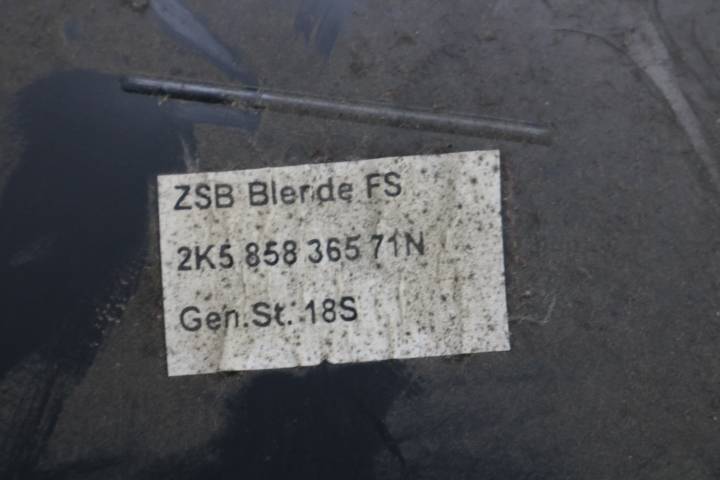 ZSB Blende FS
2K5 858 365 71N
Gen.St. 18S